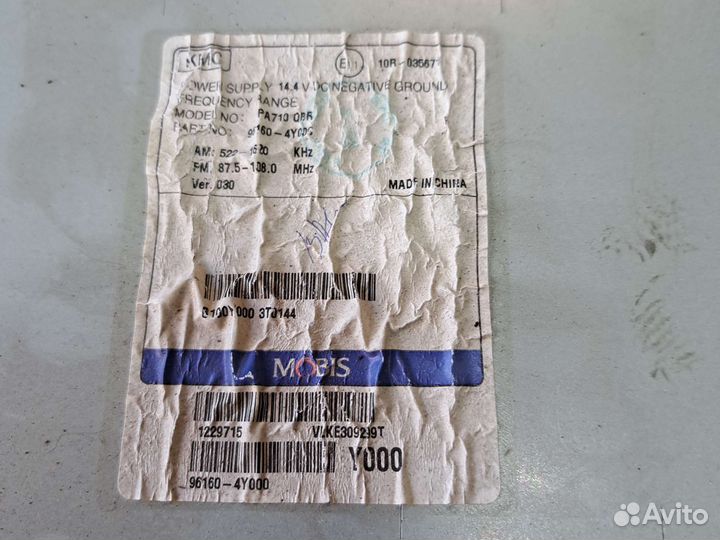 KMC
E11 10R-03567
POWER SUPPLY 14.4 V DC NEGATIVE GROUND
FREQUENCY RANGE
MODEL NO: PA710
PART NO: 96160-4Y000
AM: 522-1620 KHz
FM: 87.5-108.0 MHz
Ver. 030
MADE IN CHINA
MOBIS
1229715
96160-4Y000
Y000
Avito